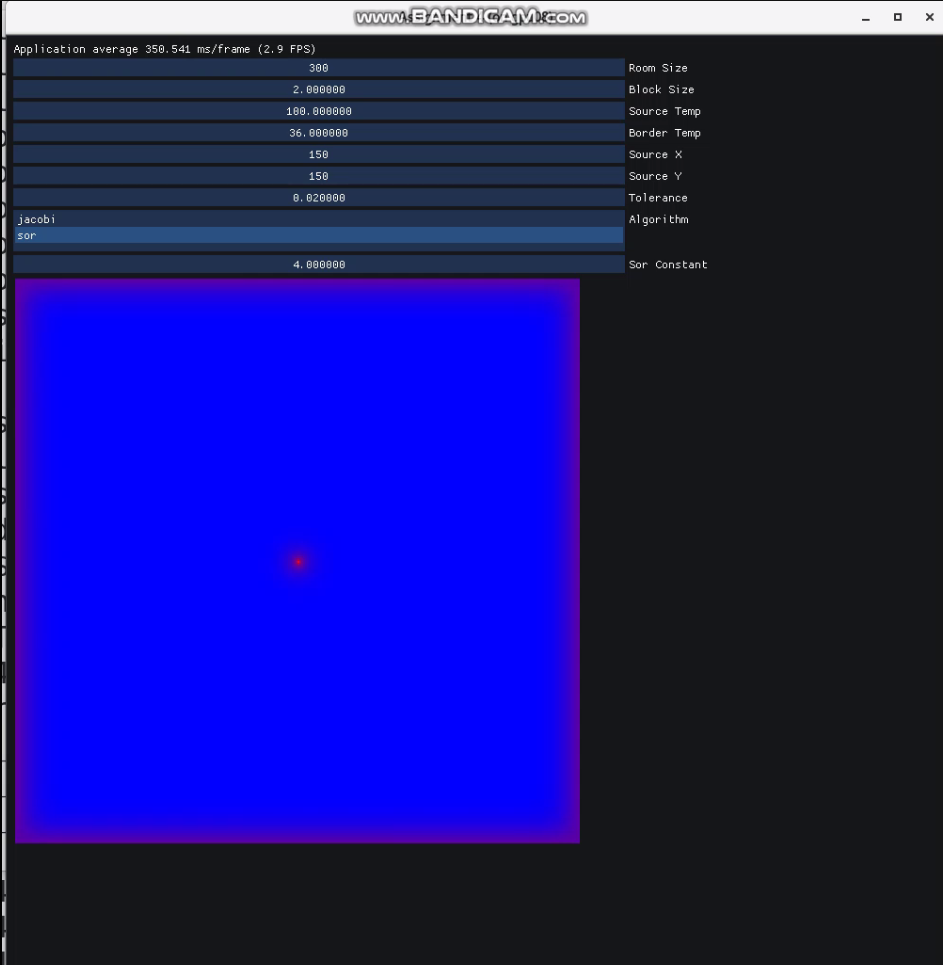 www.BANDICAM.com
Application average 350.541 ms/frame (2.9 FPS)
300 Room Size
2.000000 Block Size
100.000000 Source Temp
36.000000 Border Temp
150 Source X
150 Source Y
0.020000 Tolerance
jacobi Algorithm
sor
4.000000 Sor Constant